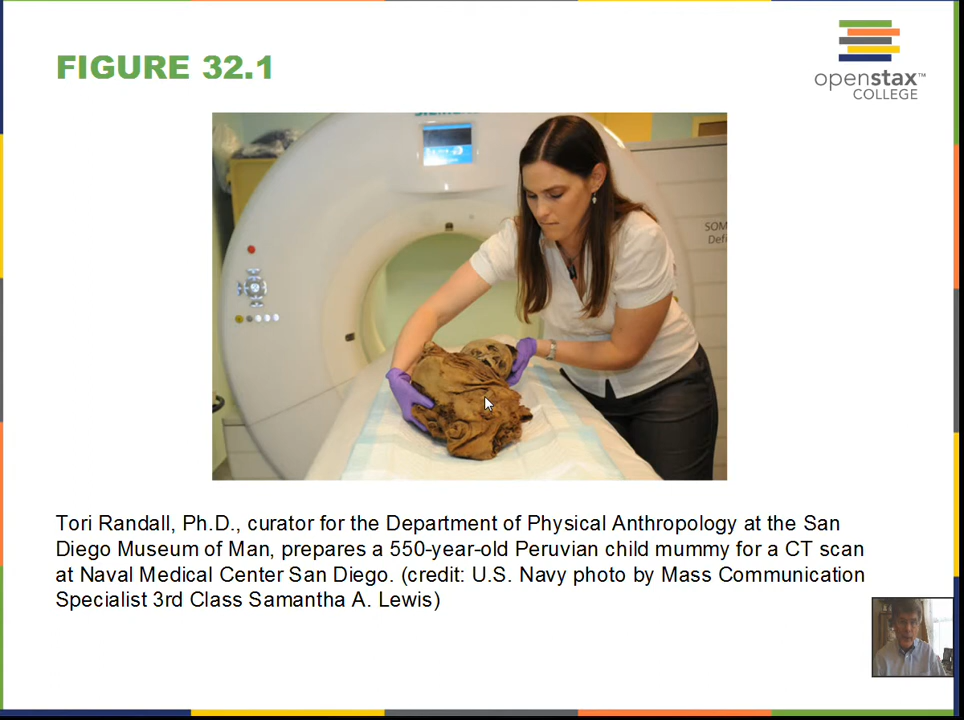 FIGURE 32.1
openstax™
COLLEGE
SOM
Defi
Tori Randall, Ph.D., curator for the Department of Physical Anthropology at the San
Diego Museum of Man, prepares a 550-year-old Peruvian child mummy for a CT scan
at Naval Medical Center San Diego. (credit: U.S. Navy photo by Mass Communication
Specialist 3rd Class Samantha A. Lewis)